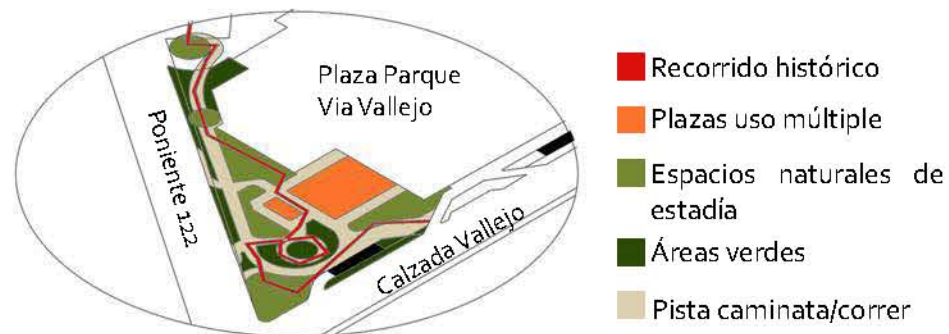 Plaza Parque
Via Vallejo
Poniente 122
Calzada Vallejo
Recorrido histórico
Plazas uso múltiple
Espacios naturales de
estadía
Áreas verdes
Pista caminata/correr